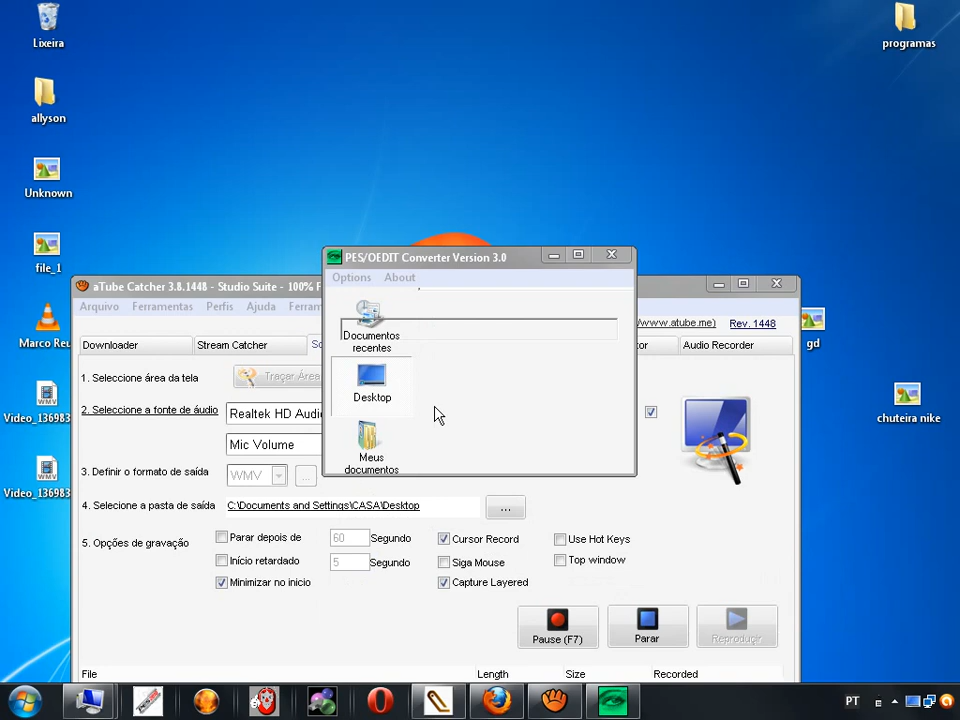 Lixeira
programas
allyson
Unknown
file_1
PES/OEDIT Converter Version 3.0
Options About
aTube Catcher 3.8.1448 - Studio Suite - 100%
Arquivo Ferramentas Perfis Ajuda
Marco Reu
Documentos
recentes
/www.atube.me) Rev. 1448
Downloader Stream Catcher Audio Recorder
gd
1. Seleccione área da tela Traçar Área
Desktop
2. Seleccione a fonte de áudio Realtek HD Audi
chuteira nike
Video_136983
Mic Volume
Meus
documentos
3. Definir o formato de saída WMV ...
Video_136983
4. Selecione a pasta de saída C:\Documents and Settings\CASA\Desktop ...
5. Opções de gravação Parar depois de 60 Segundo Cursor Record Use Hot Keys
Início retardado 5 Segundo Siga Mouse Top window
Minimizar no inicio Capture Layered
Pause (F7) Parar Reproduçir
File Length Size Recorded
PT